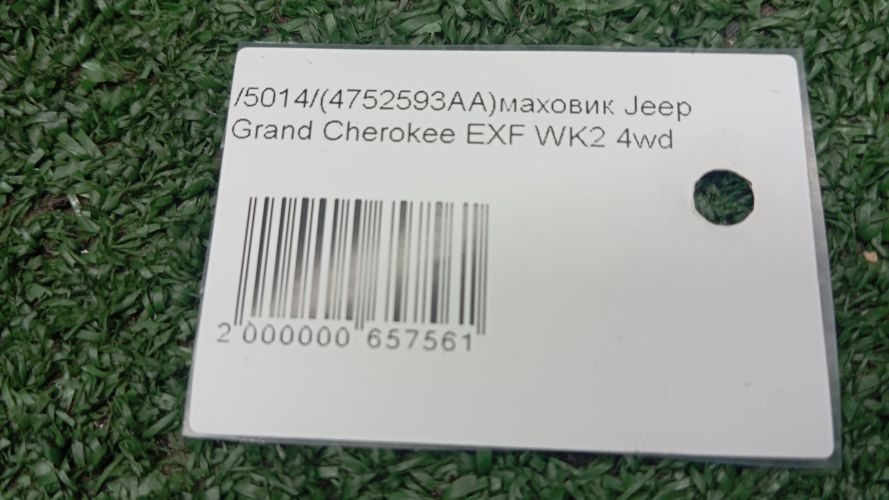 /5014/(4752593AA)маховик Jeep
Grand Cherokee EXF WK2 4wd
2 000000 657561